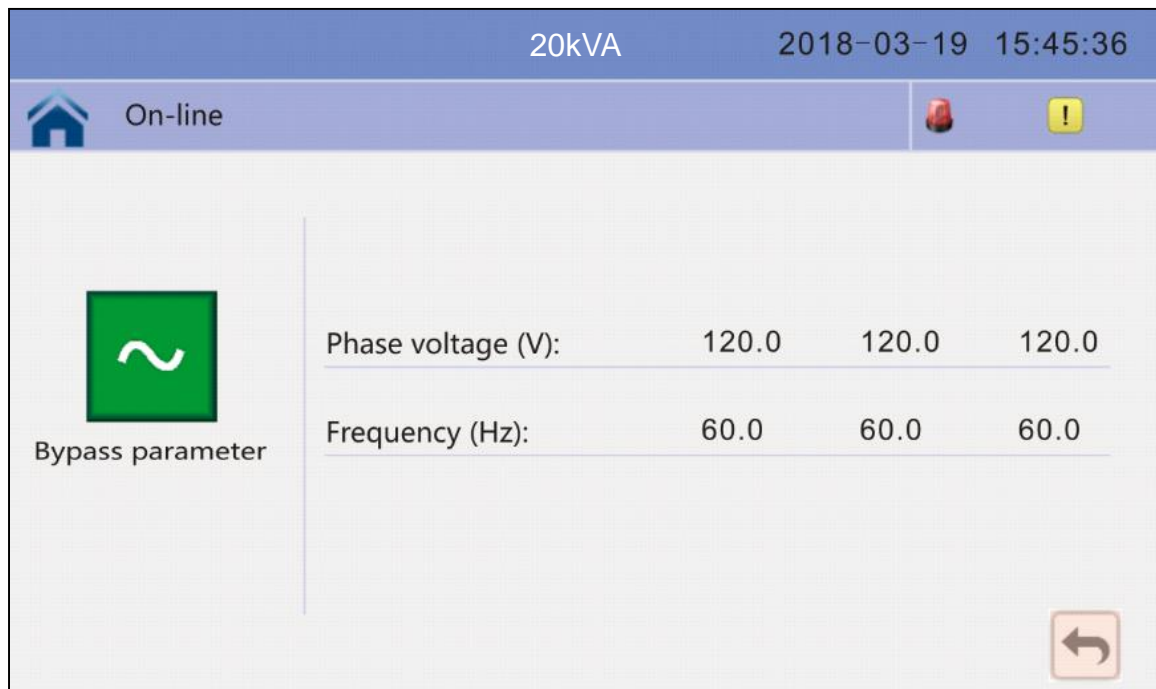 20kVA 2018-03-19 15:45:36
On-line !
Phase voltage (V): 120.0 120.0 120.0
Frequency (Hz): 60.0 60.0 60.0
Bypass parameter